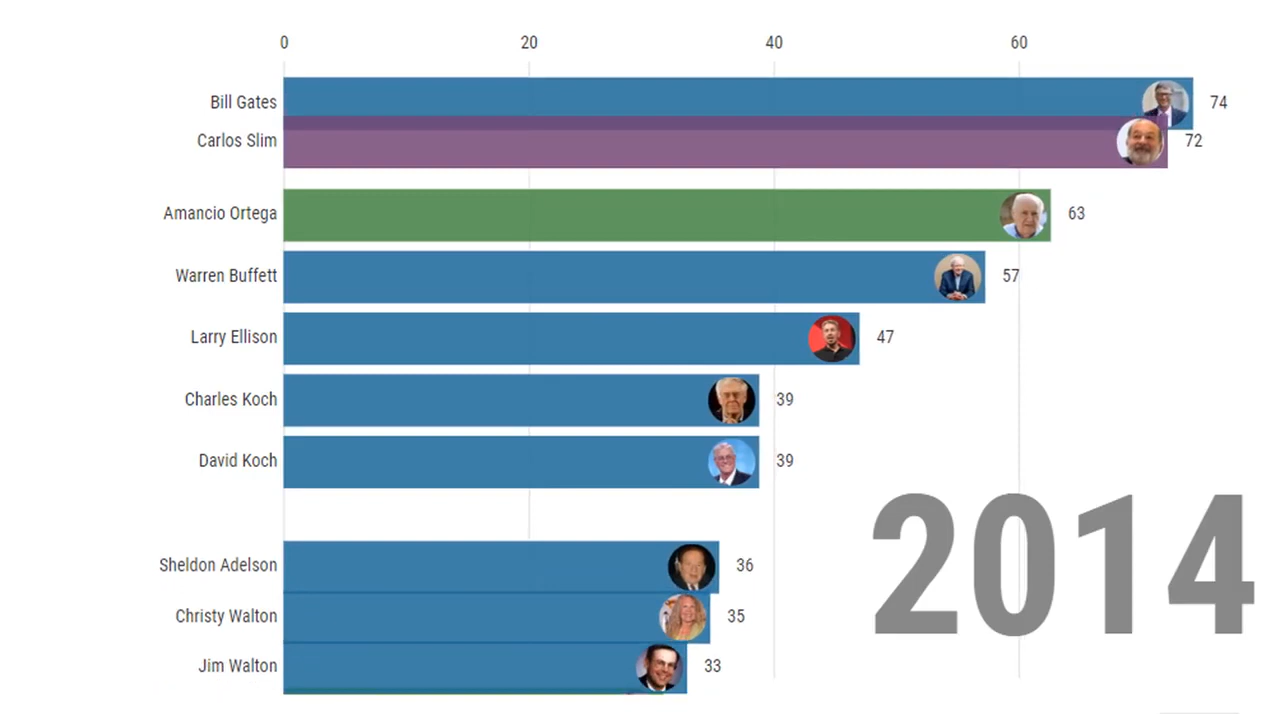 0 20 40 60
Bill Gates 74
Carlos Slim 72
Amancio Ortega 63
Warren Buffett 57
Larry Ellison 47
Charles Koch 39
David Koch 39
Sheldon Adelson 36
Christy Walton 35
Jim Walton 33
2014